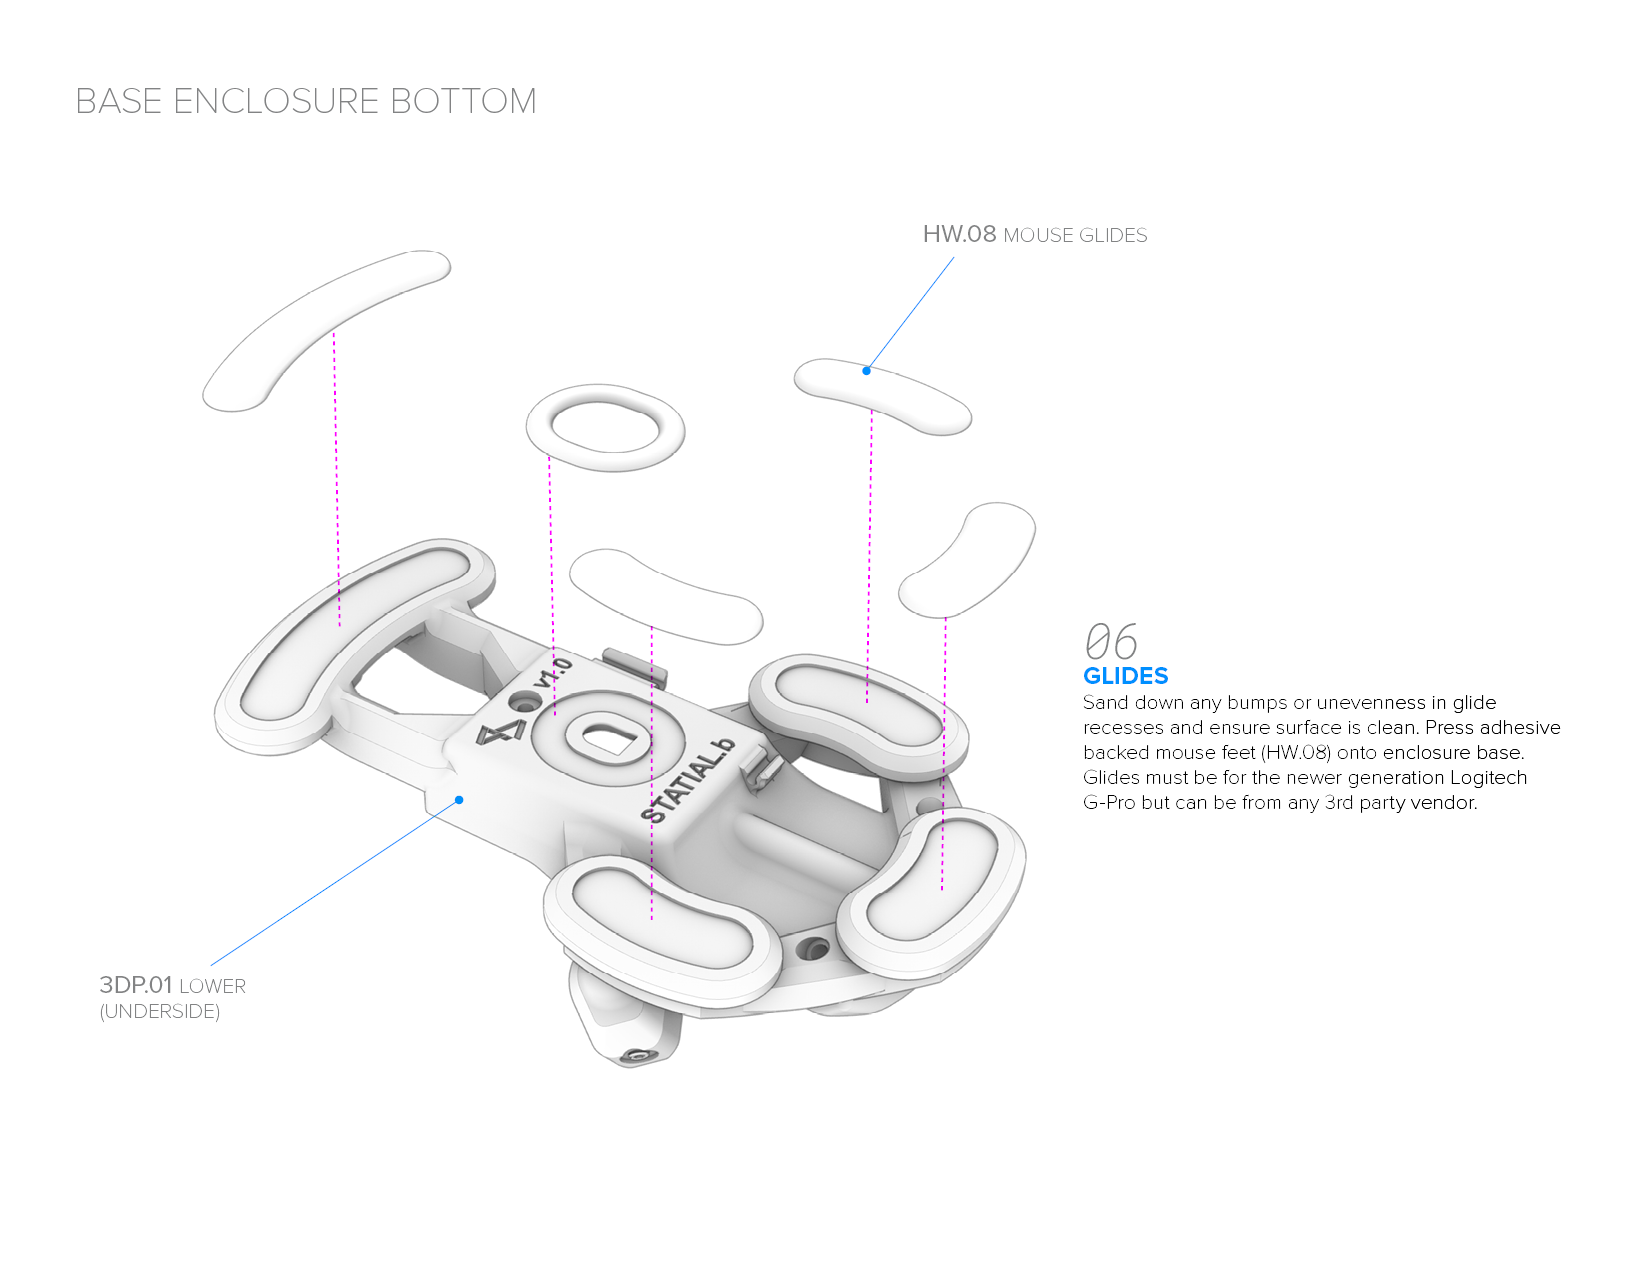 BASE ENCLOSURE BOTTOM
HW.08 MOUSE GLIDES
v1.0
STATIAL.b
06
GLIDES
Sand down any bumps or unevenness in glide
recesses and ensure surface is clean. Press adhesive
backed mouse feet (HW.08) onto enclosure base.
Glides must be for the newer generation Logitech
G-Pro but can be from any 3rd party vendor.
3DP.01 LOWER
(UNDERSIDE)